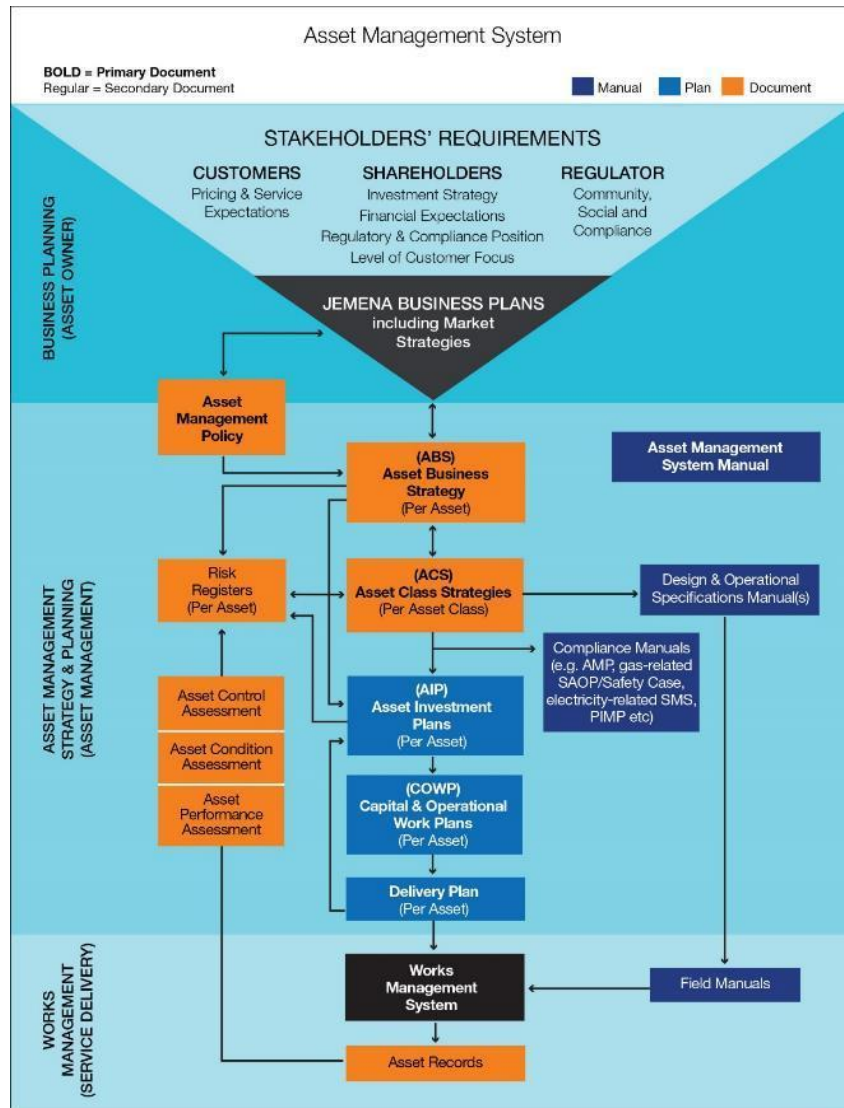 Asset Management System
BOLD = Primary Document
Regular = Secondary Document
Manual
Plan
Document
STAKEHOLDERS' REQUIREMENTS
CUSTOMERS
Pricing & Service
Expectations
SHAREHOLDERS
Investment Strategy
Financial Expectations
Regulatory & Compliance Position
Level of Customer Focus
REGULATOR
Community,
Social and
Compliance
BUSINESS PLANNING
(ASSET OWNER)
JEMENA BUSINESS PLANS
including Market
Strategies
Asset
Management
Policy
(ABS)
Asset Business
Strategy
(Per Asset)
Asset Management
System Manual
ASSET MANAGEMENT
STRATEGY & PLANNING
(ASSET MANAGEMENT)
Risk
Registers
(Per Asset)
(ACS)
Asset Class Strategies
(Per Asset Class)
Design & Operational
Specifications Manual(s)
Compliance Manuals
(e.g. AMP, gas-related
SAOP/Safety Case,
electricity-related SMS,
PIMP etc)
Asset Control
Assessment
Asset Condition
Assessment
Asset
Performance
Assessment
(AIP)
Asset Investment
Plans
(Per Asset)
(COWP)
Capital & Operational
Work Plans
(Per Asset)
Delivery Plan
(Per Asset)
WORKS
MANAGEMENT
(SERVICE DELIVERY)
Works
Management
System
Field Manuals
Asset Records